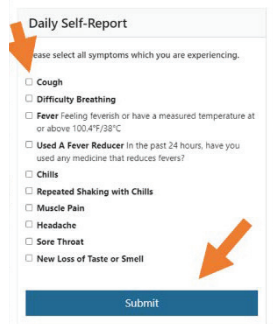 Daily Self-Report
ease select all symptoms which you are experiencing.
Cough
Difficulty Breathing
Fever Feeling feverish or have a measured temperature at
or above 100.4°F/38°C
Used A Fever Reducer In the past 24 hours, have you
used any medicine that reduces fevers?
Chills
Repeated Shaking with Chills
Muscle Pain
Headache
Sore Throat
New Loss of Taste or Smell
Submit